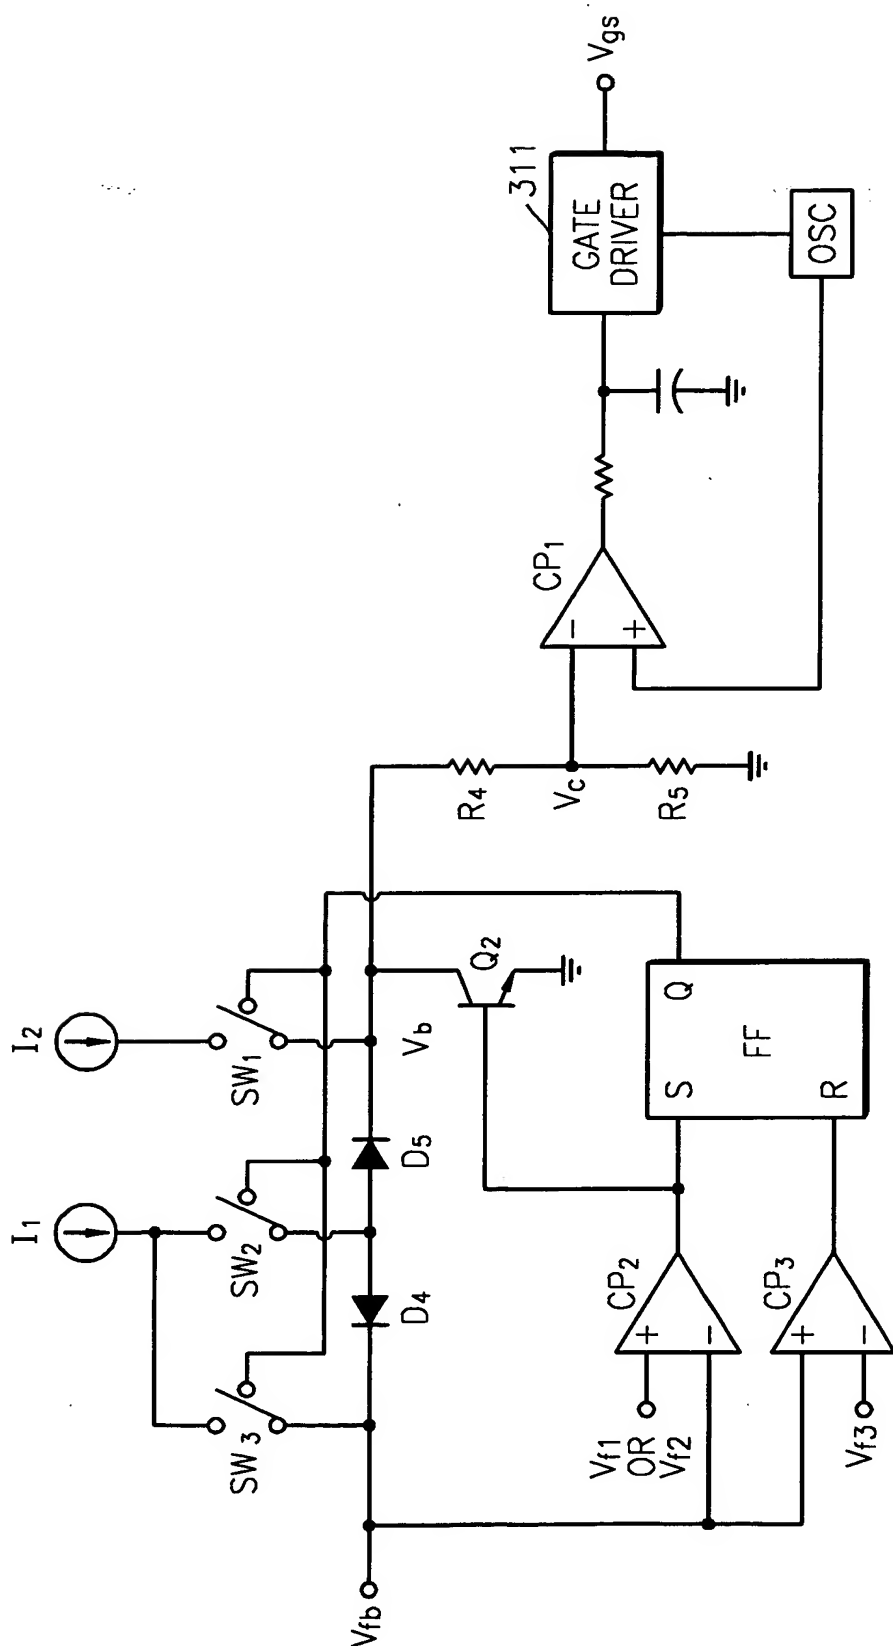 I1
I2
SW3
SW2
SW1
Vfb
D4
D5
Vb
Q2
R4
Vc
R5
CP1
-
+
311
GATE
DRIVER
Vgs
OSC
Vf1
OR
Vf2
+
-
CP2
Vf3
+
-
CP3
S
Q
FF
R